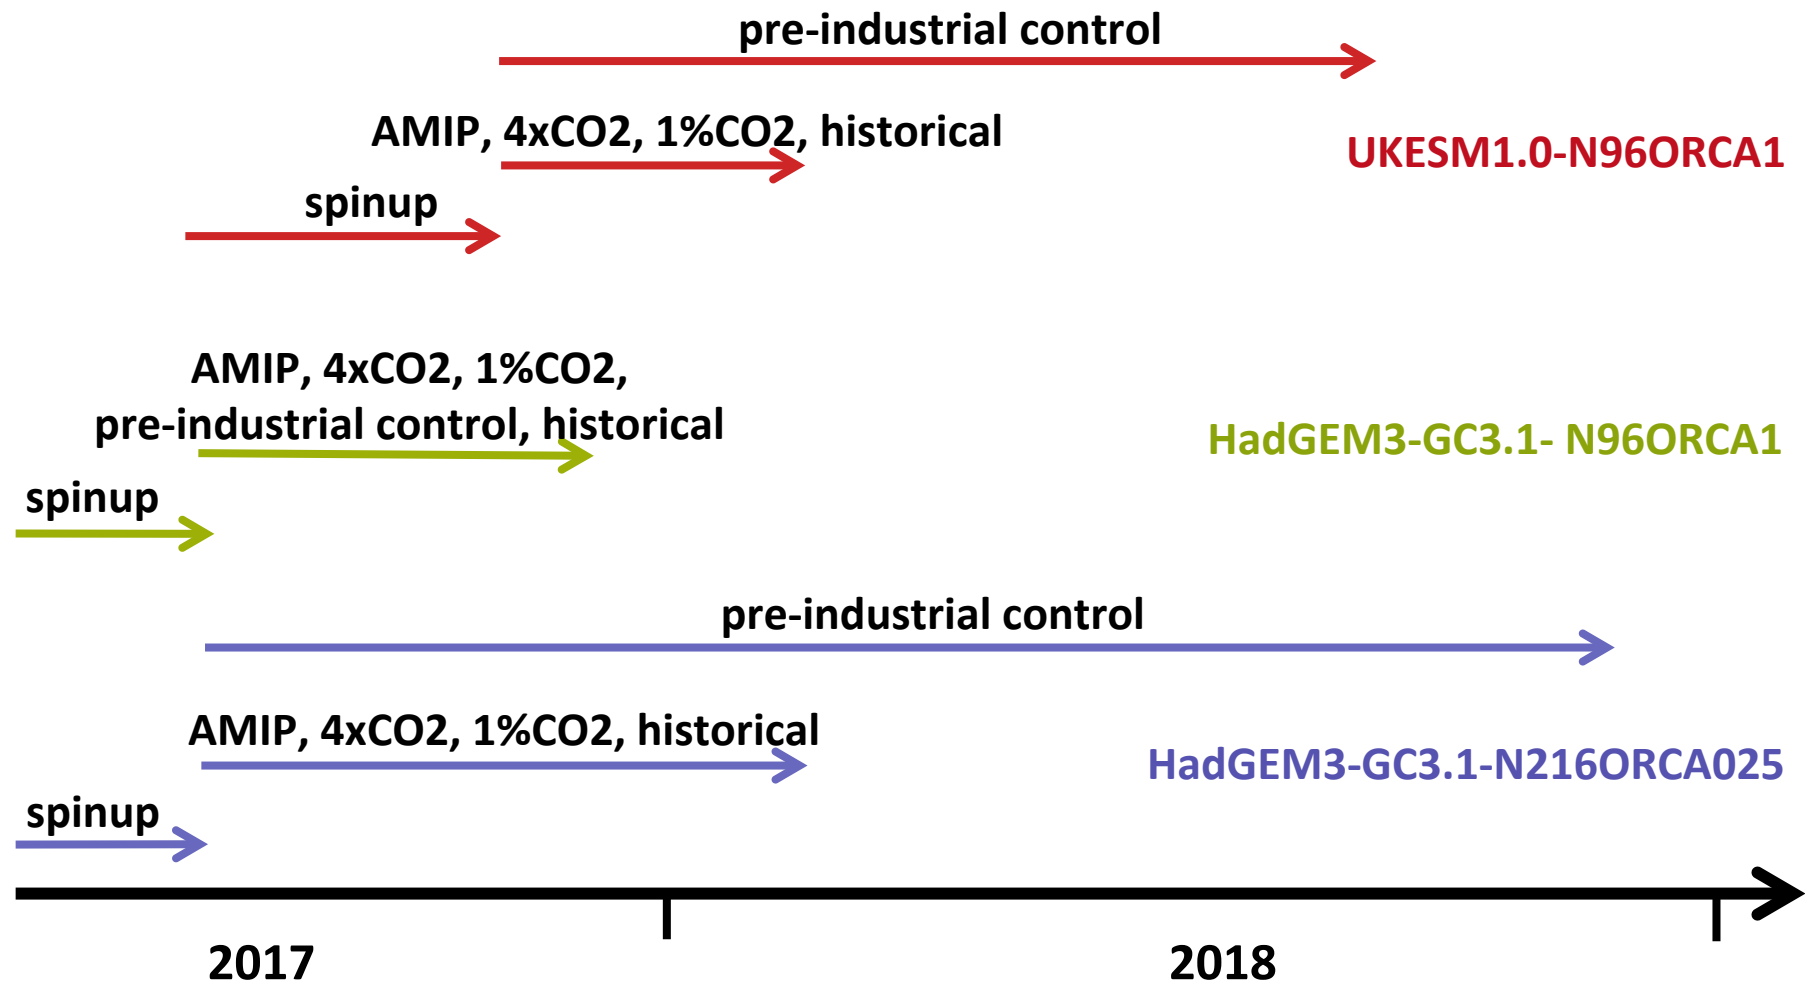 pre-industrial control
AMIP, 4xCO2, 1%CO2, historical
UKESM1.0-N96ORCA1
spinup
AMIP, 4xCO2, 1%CO2,
pre-industrial control, historical
HadGEM3-GC3.1- N96ORCA1
spinup
pre-industrial control
AMIP, 4xCO2, 1%CO2, historical
HadGEM3-GC3.1-N216ORCA025
spinup
2017
2018